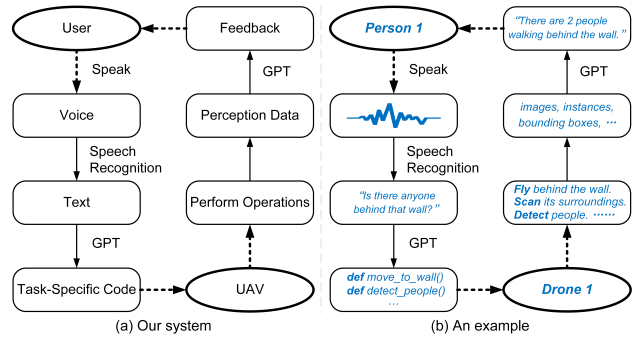 User
Speak
Voice
Speech
Recognition
Text
GPT
Task-Specific Code
Feedback
GPT
Perception Data
Perform Operations
UAV
(a) Our system
Person 1
Speak
Speech
Recognition
“Is there anyone
behind that wall?”
GPT
def move_to_wall()
def detect_people()
...
“There are 2 people
walking behind the wall.”
GPT
images, instances,
bounding boxes, ⋯
Fly behind the wall.
Scan its surroundings.
Detect people. ⋯⋯
Drone 1
(b) An example